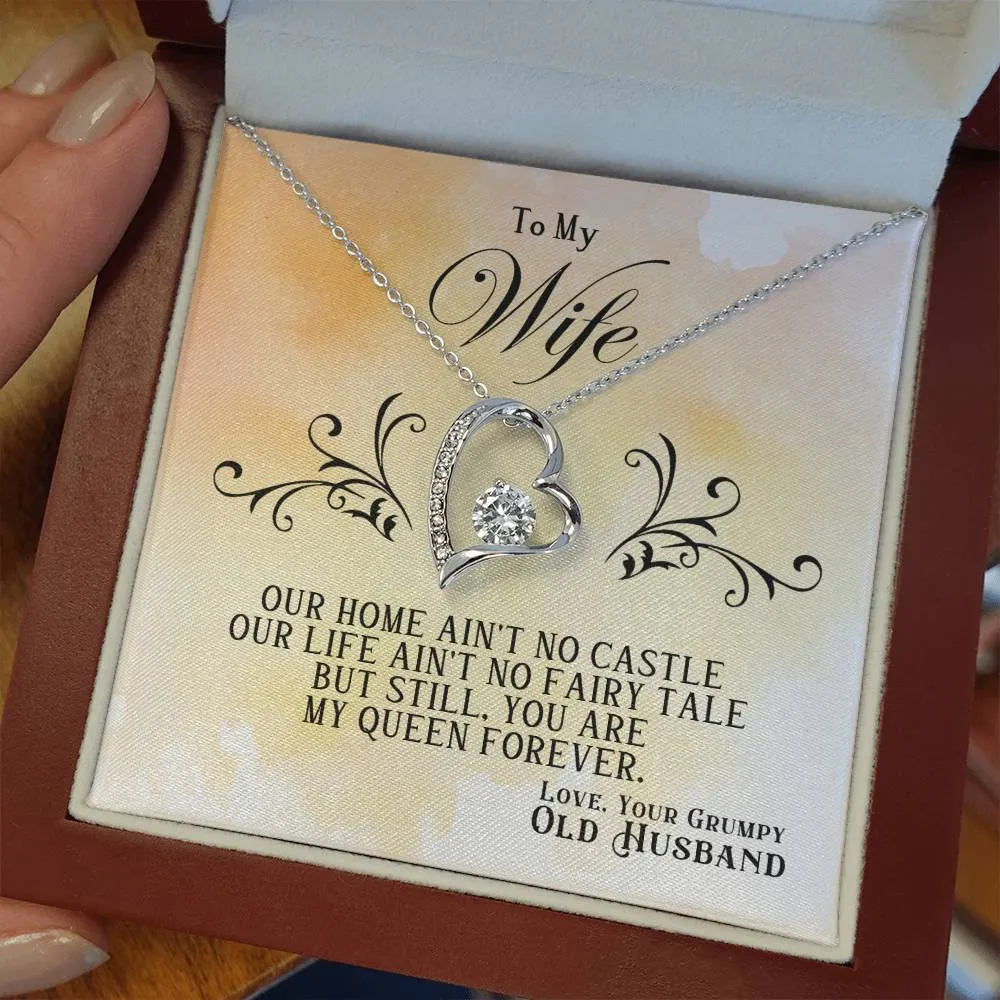 To My
Wife
OUR HOME AIN'T NO CASTLE
OUR LIFE AIN'T NO FAIRY TALE
BUT STILL, YOU ARE
MY QUEEN FOREVER.
LOVE, YOUR GRUMPY
OLD HUSBAND